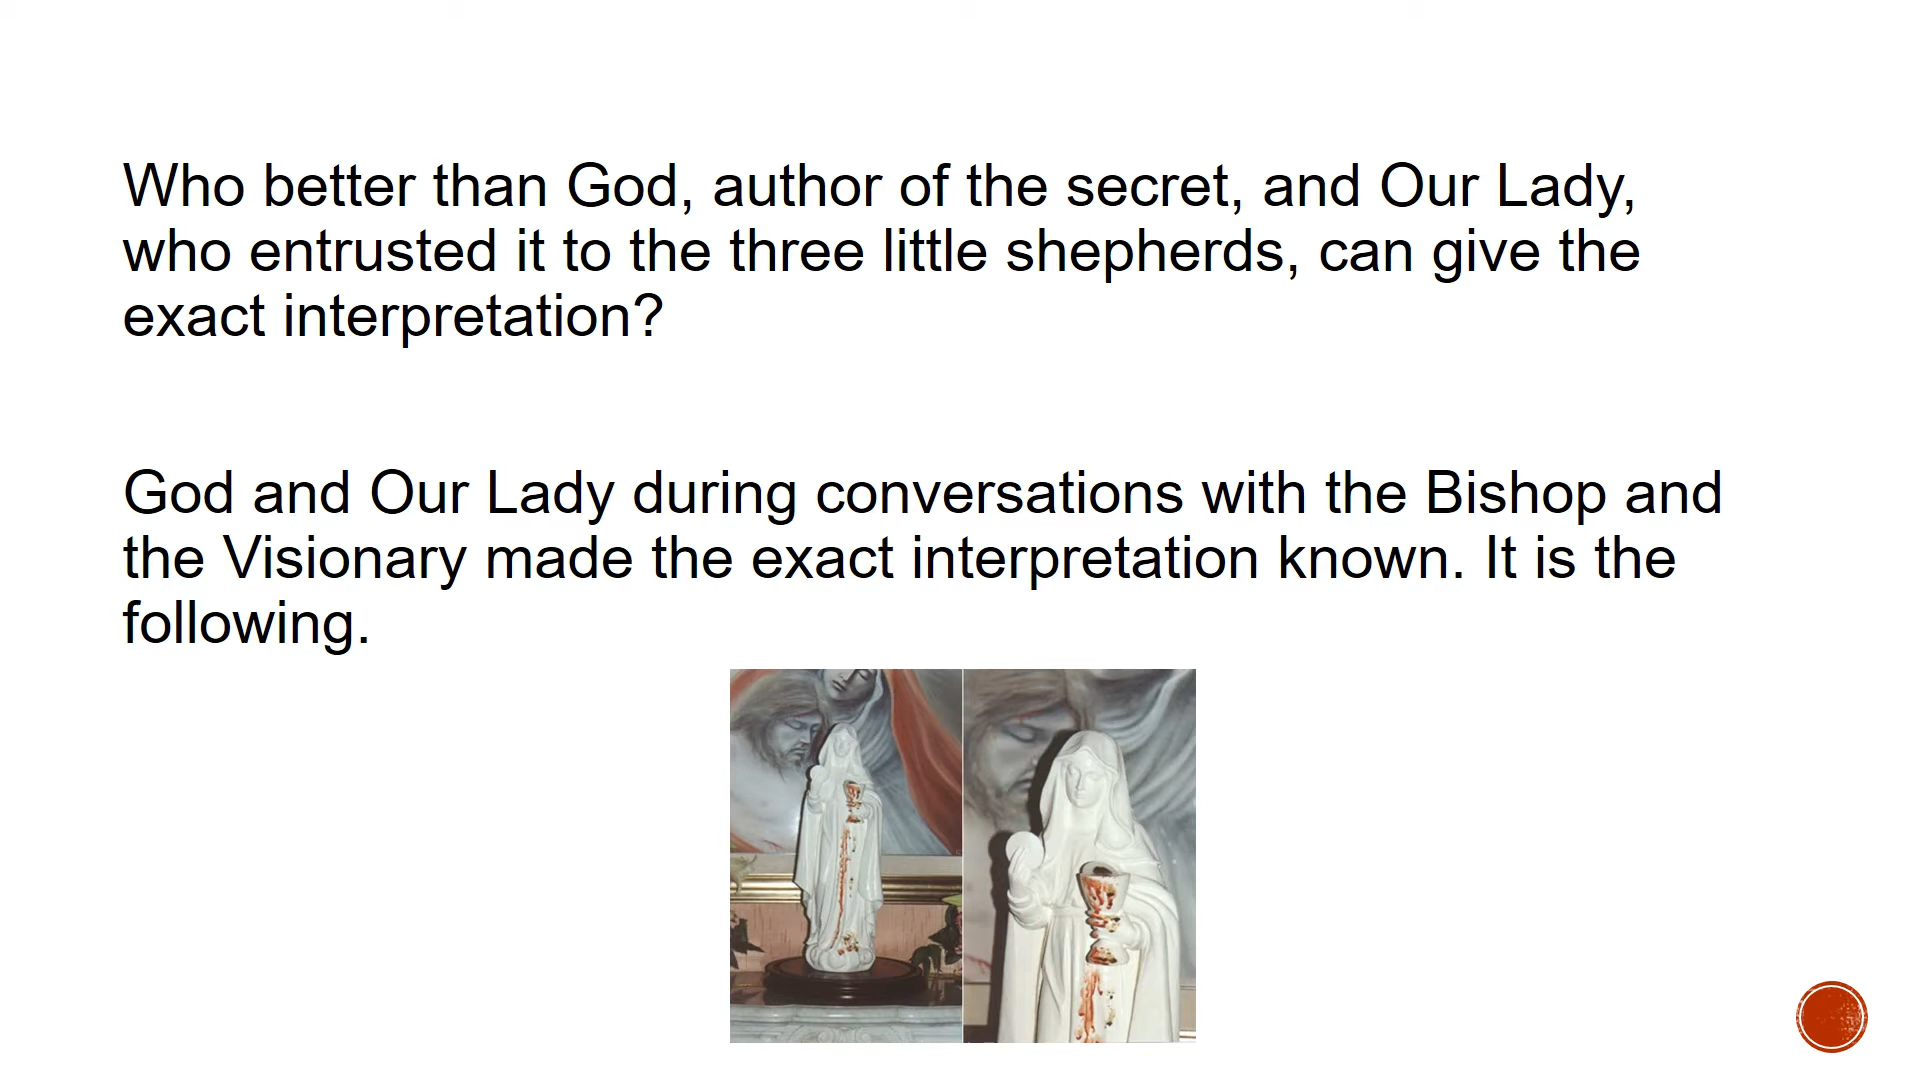 Who better than God, author of the secret, and Our Lady,
who entrusted it to the three little shepherds, can give the
exact interpretation?
God and Our Lady during conversations with the Bishop and
the Visionary made the exact interpretation known. It is the
following.